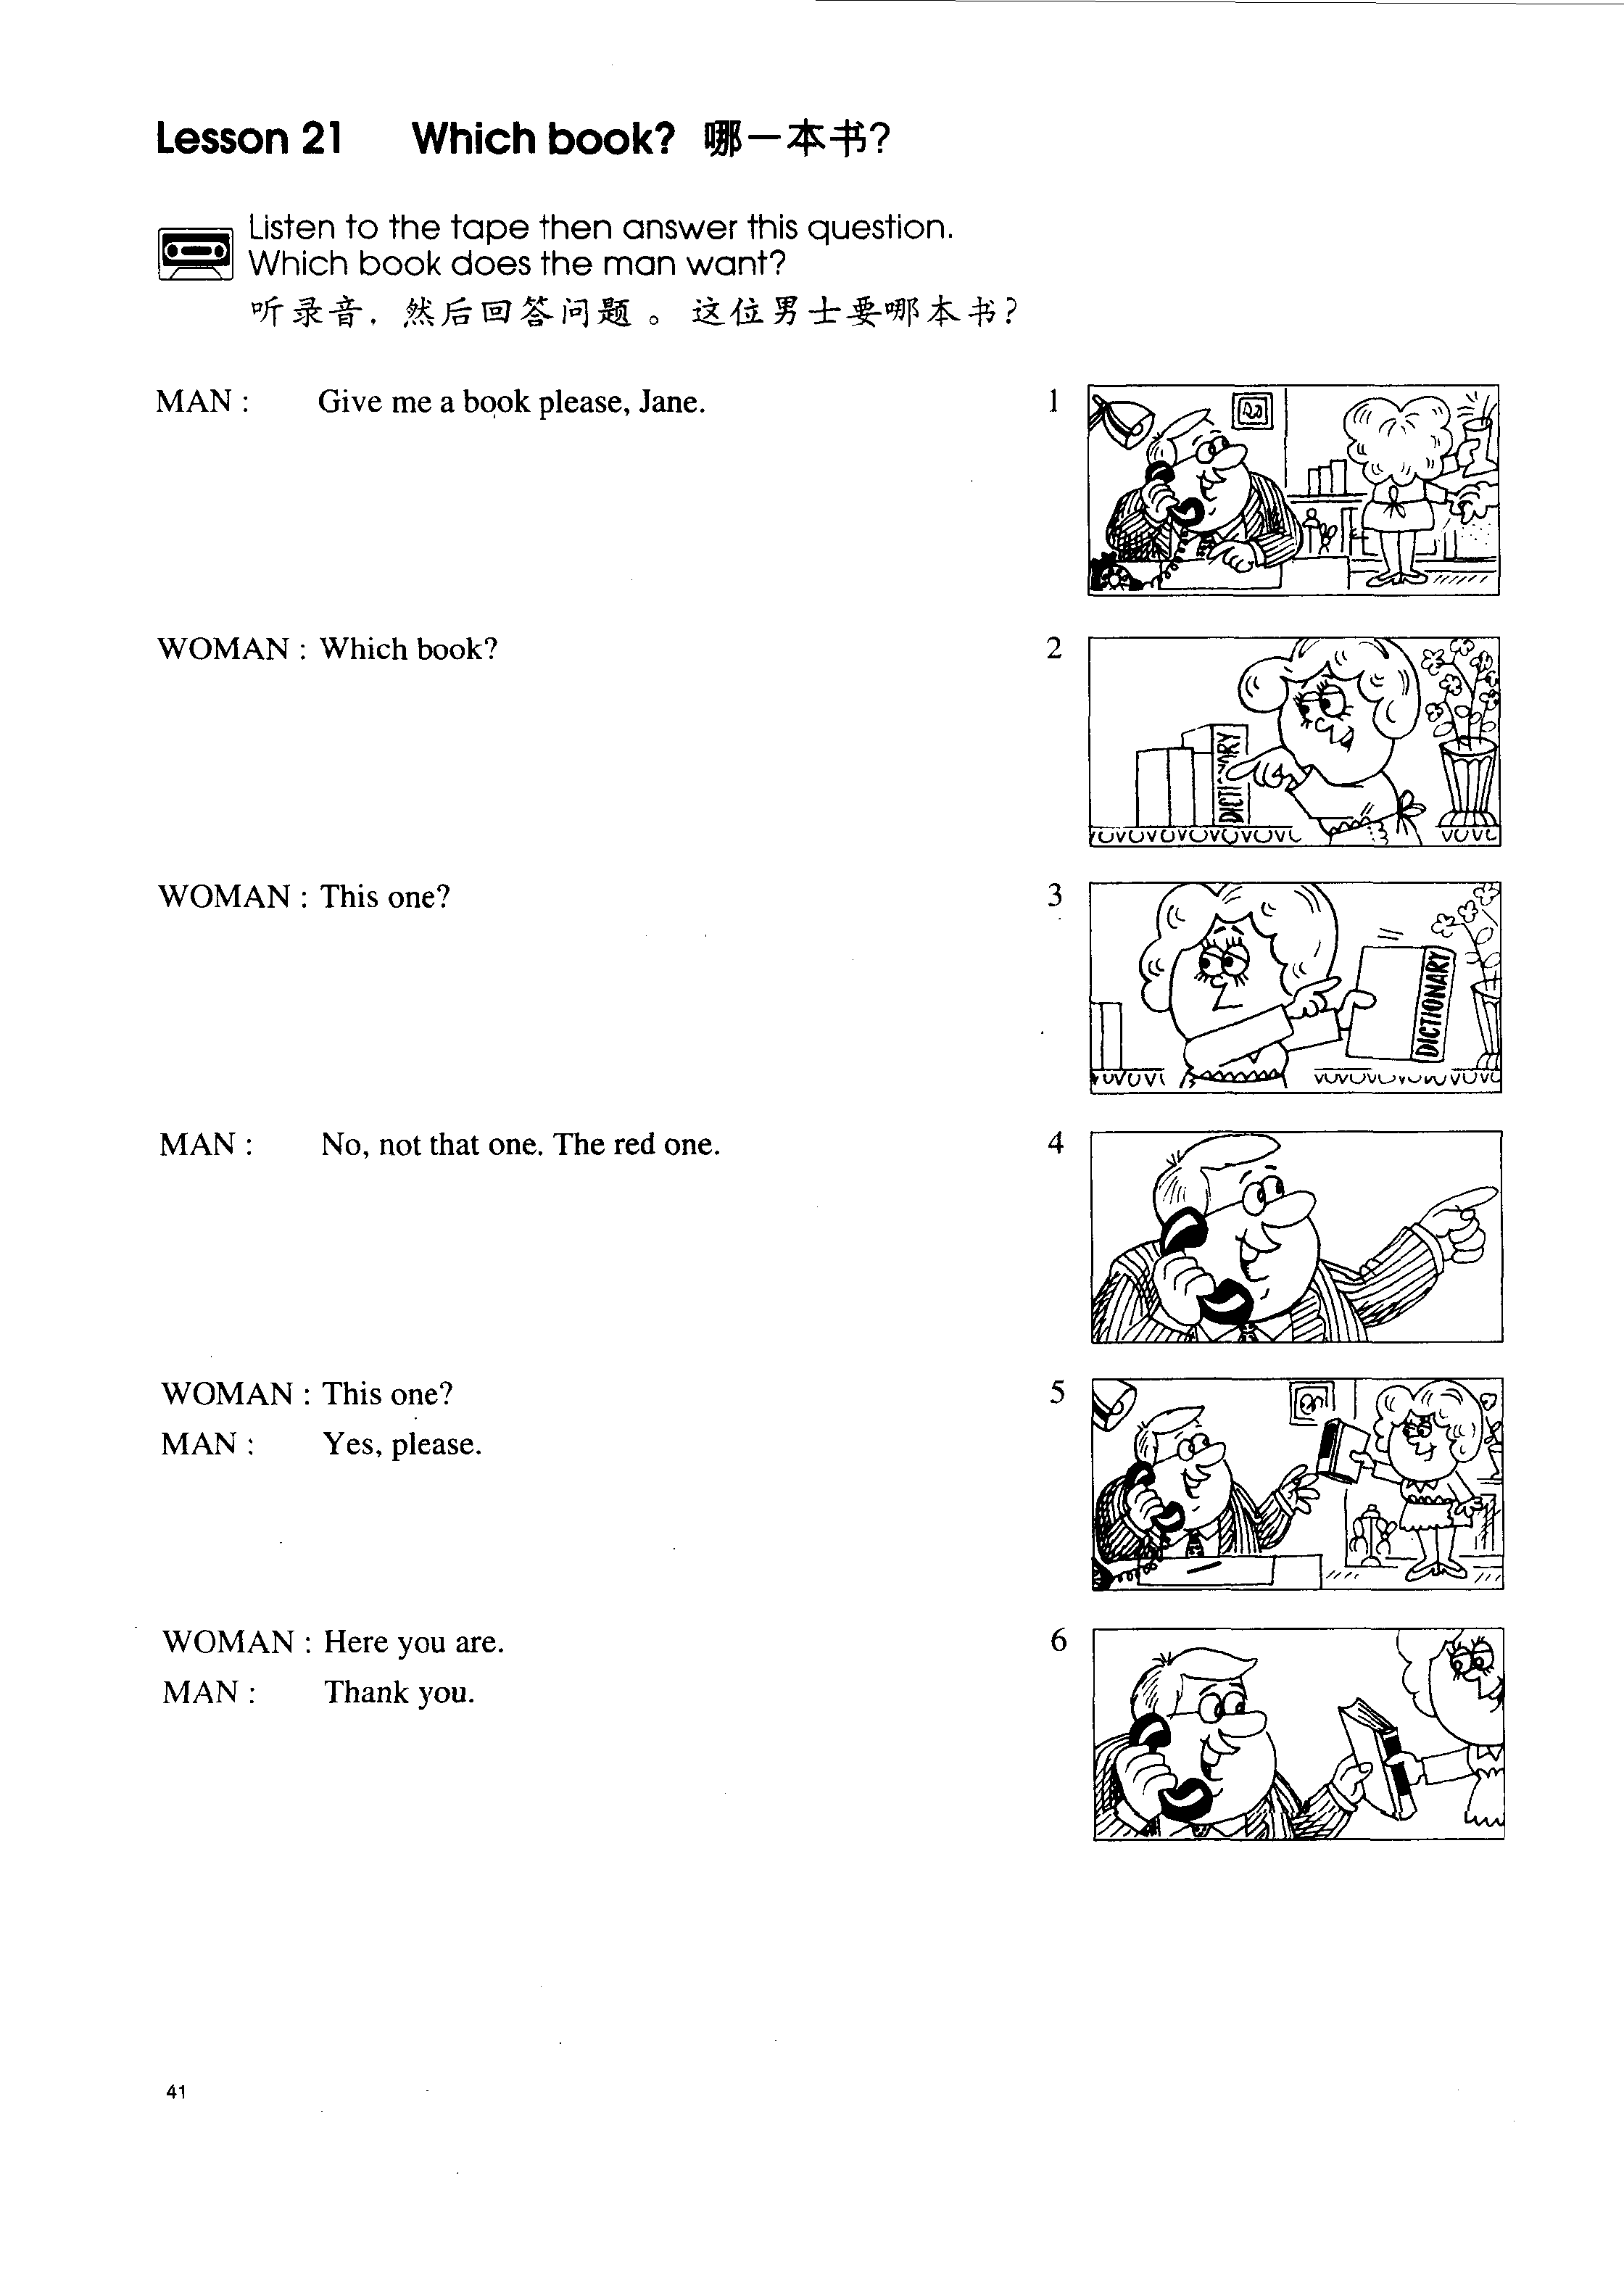 Lesson 21 Which book? 哪一本书?
Listen to the tape then answer this question.
Which book does the man want?
听录音，然后回答问题。这位男士要哪本书?
MAN : Give me a book please, Jane.
1
WOMAN : Which book?
2
DICTIONARY
WOMAN : This one?
3
DICTIONARY
MAN : No, not that one. The red one.
4
WOMAN : This one?
5
MAN : Yes, please.
WOMAN : Here you are.
6
MAN : Thank you.
41